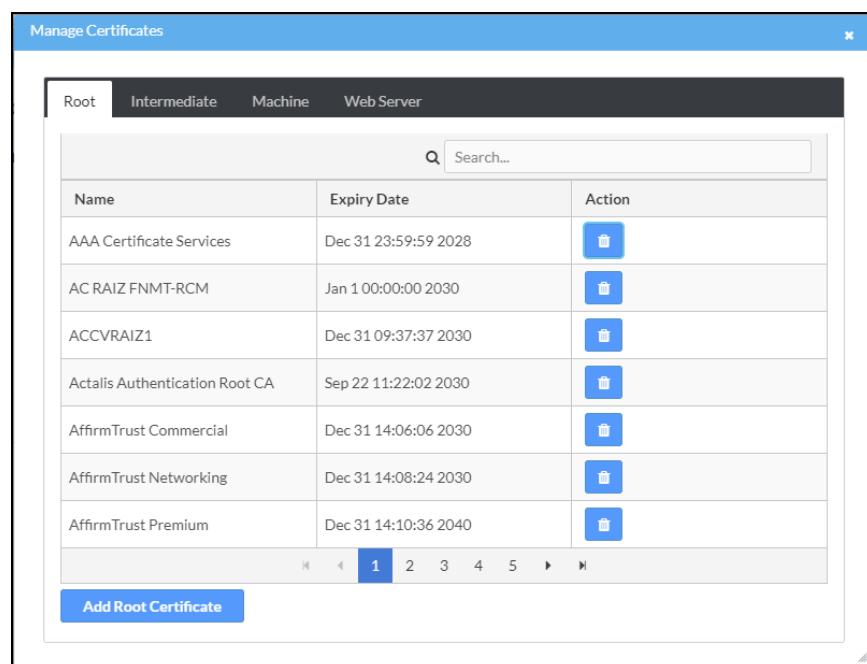 Manage Certificates
Root Intermediate Machine Web Server
Search...
Name Expiry Date Action
AAA Certificate Services Dec 31 23:59:59 2028
AC RAIZ FNMT-RCM Jan 1 00:00:00 2030
ACCVRAIZ1 Dec 31 09:37:37 2030
Actalis Authentication Root CA Sep 22 11:22:02 2030
AffirmTrust Commercial Dec 31 14:06:06 2030
AffirmTrust Networking Dec 31 14:08:24 2030
AffirmTrust Premium Dec 31 14:10:36 2040
1 2 3 4 5
Add Root Certificate